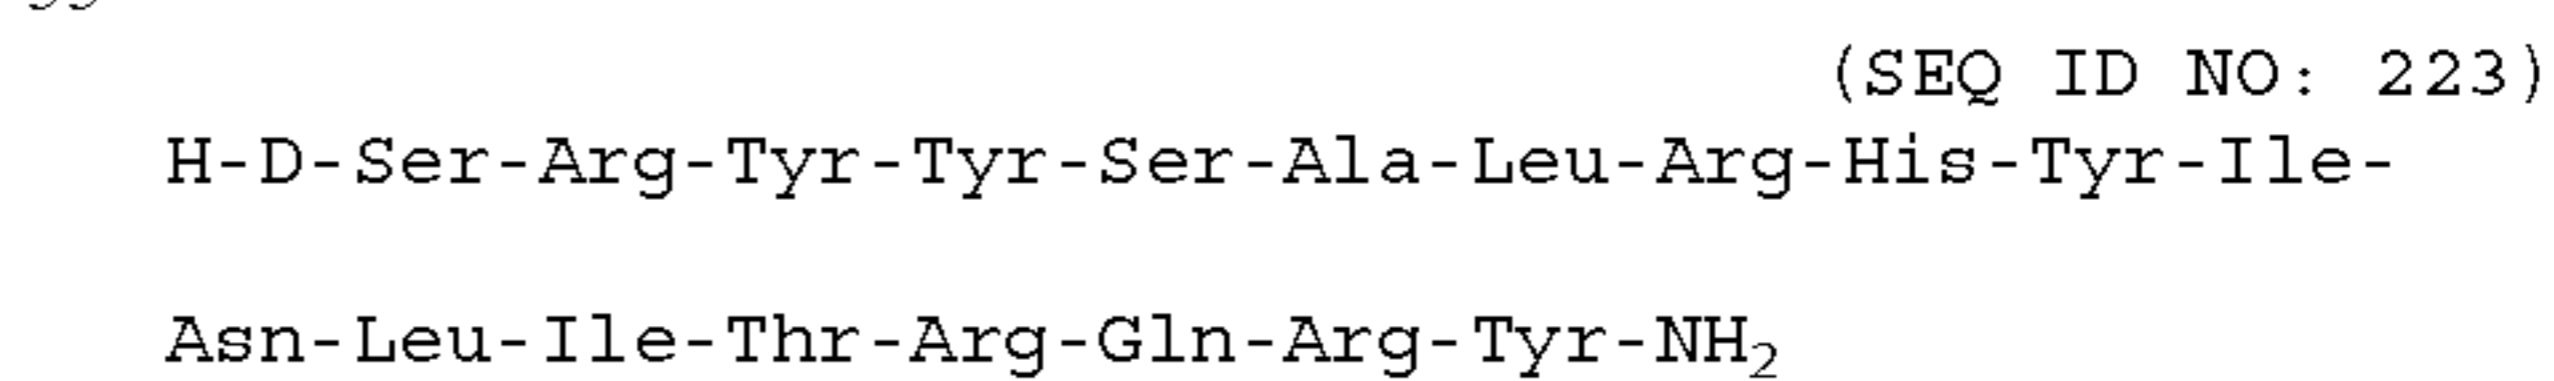 (SEQ ID NO: 223)
H-D-Ser-Arg-Tyr-Tyr-Ser-Ala-Leu-Arg-His-Tyr-Ile-
Asn-Leu-Ile-Thr-Arg-Gln-Arg-Tyr-NH₂